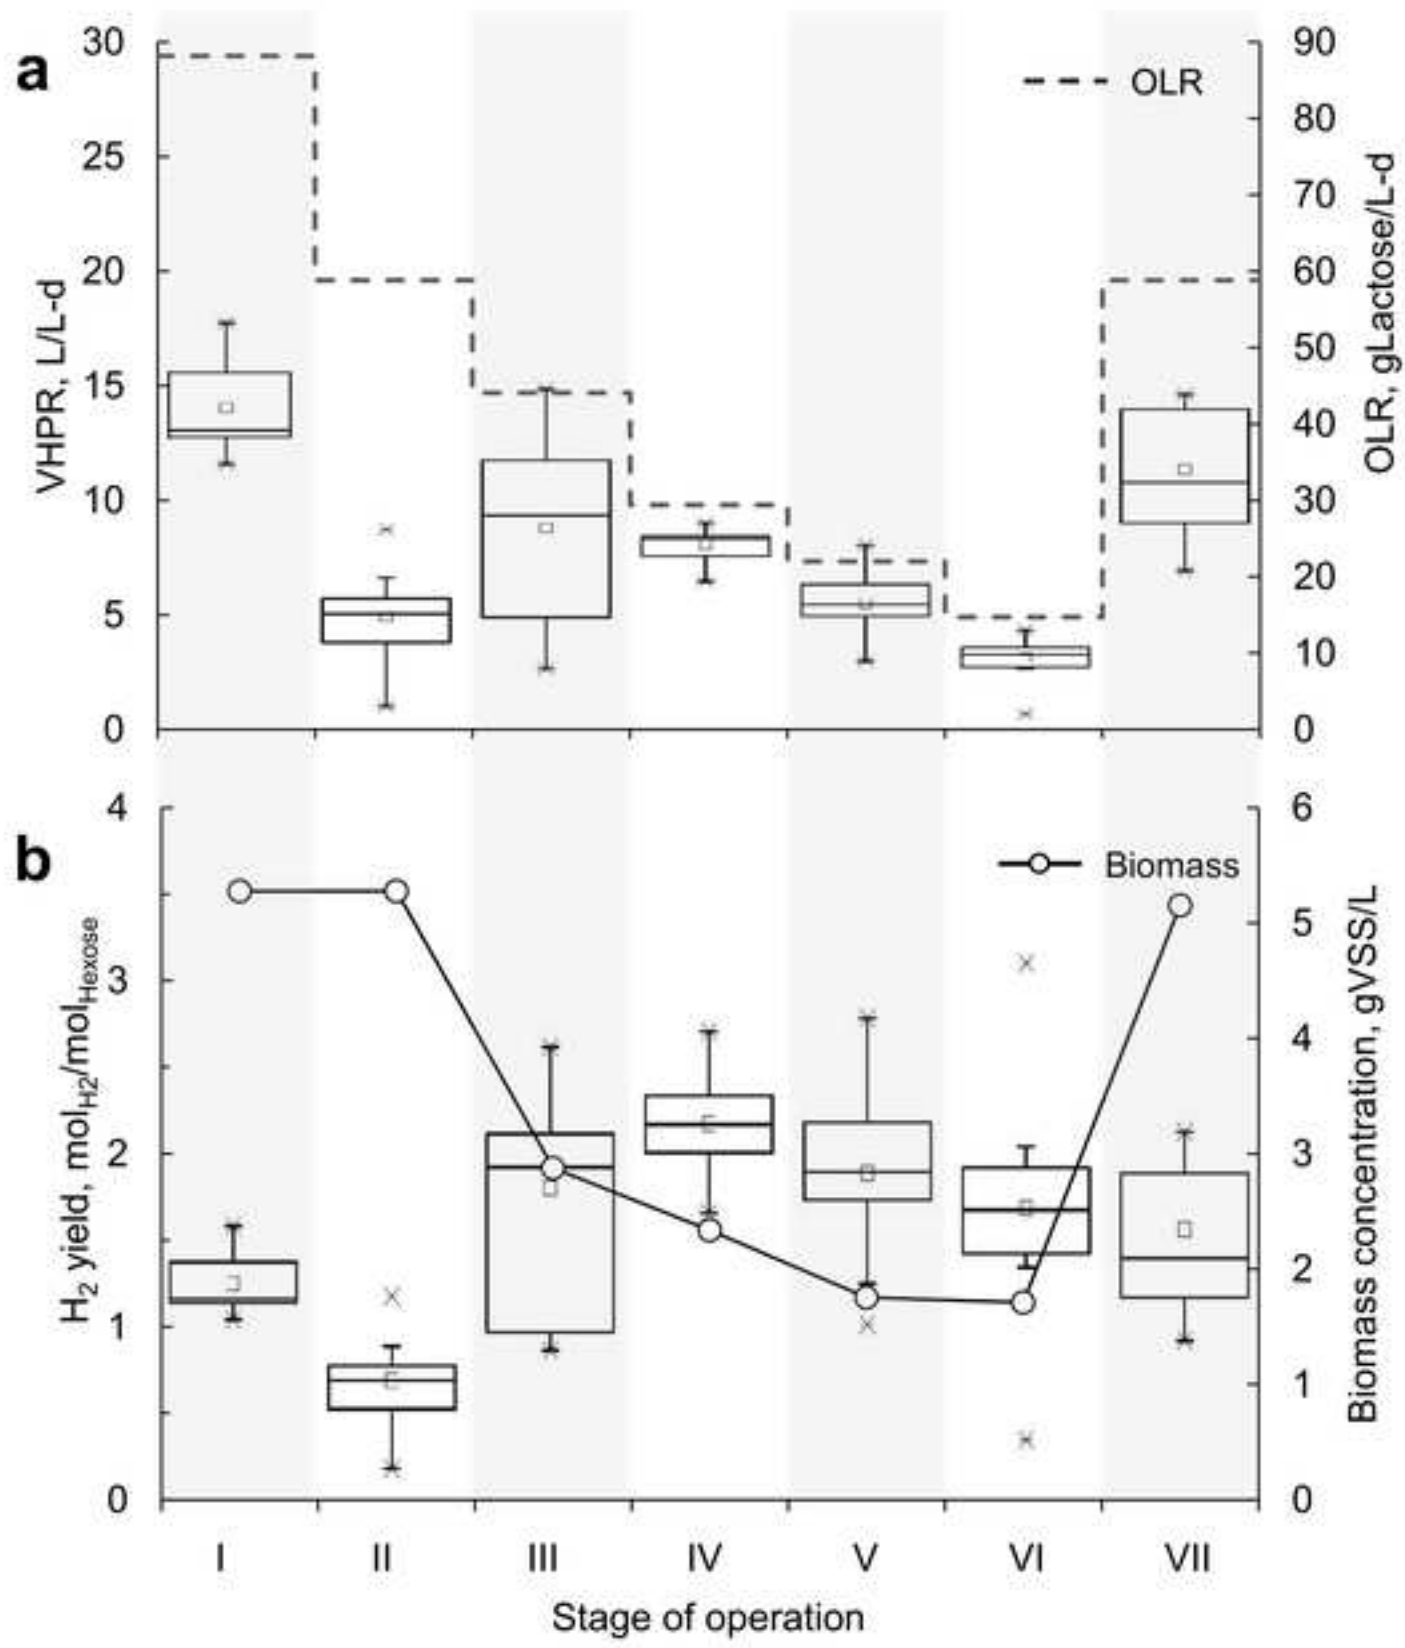 a
30
25
20
15
10
5
0
VHPR, L/L-d
OLR
90
80
70
60
50
40
30
20
10
0
OLR, gLactose/L-d
b
4
3
2
1
0
H2 yield, molH2/molHexose
Biomass
6
5
4
3
2
1
0
Biomass concentration, gVSS/L
I II III IV V VI VII
Stage of operation